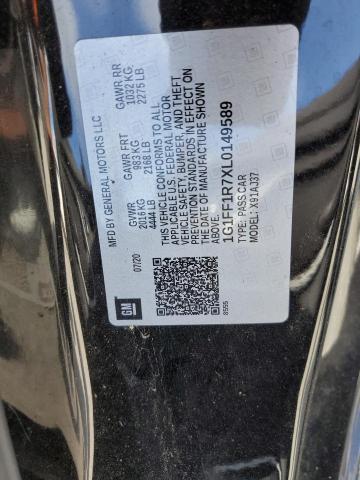 MFD BY GENERAL MOTORS LLC
07/20
GVWR
2016 KG
4444 LB
GAWR FRT
983 KG
2168 LB
GAWR RR
1032 KG
2275 LB
THIS VEHICLE CONFORMS TO ALL
APPLICABLE U.S. FEDERAL MOTOR
VEHICLE SAFETY, BUMPER, AND THEFT
PREVENTION STANDARDS IN EFFECT ON
THE DATE OF MANUFACTURE SHOWN
ABOVE.
1G1FF1R7XL0149589
TYPE: PASS CAR
MODEL: X91AJ37
8555
GM